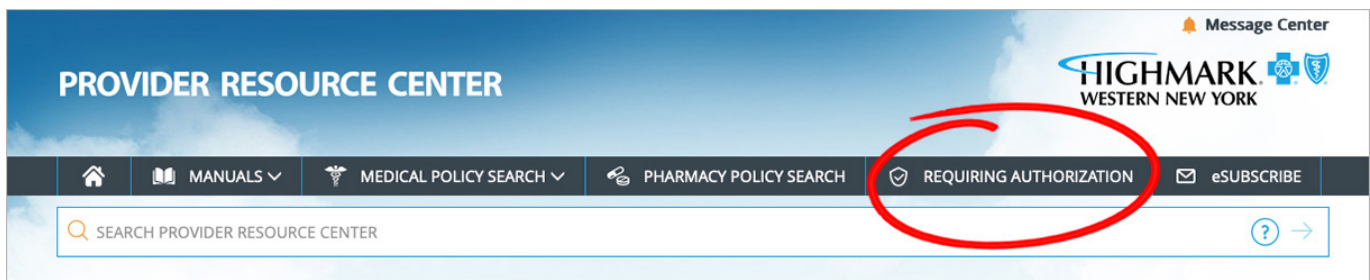 Message Center
PROVIDER RESOURCE CENTER
HIGHMARK.
WESTERN NEW YORK
MANUALS MEDICAL POLICY SEARCH PHARMACY POLICY SEARCH REQUIRING AUTHORIZATION eSUBSCRIBE
SEARCH PROVIDER RESOURCE CENTER ?